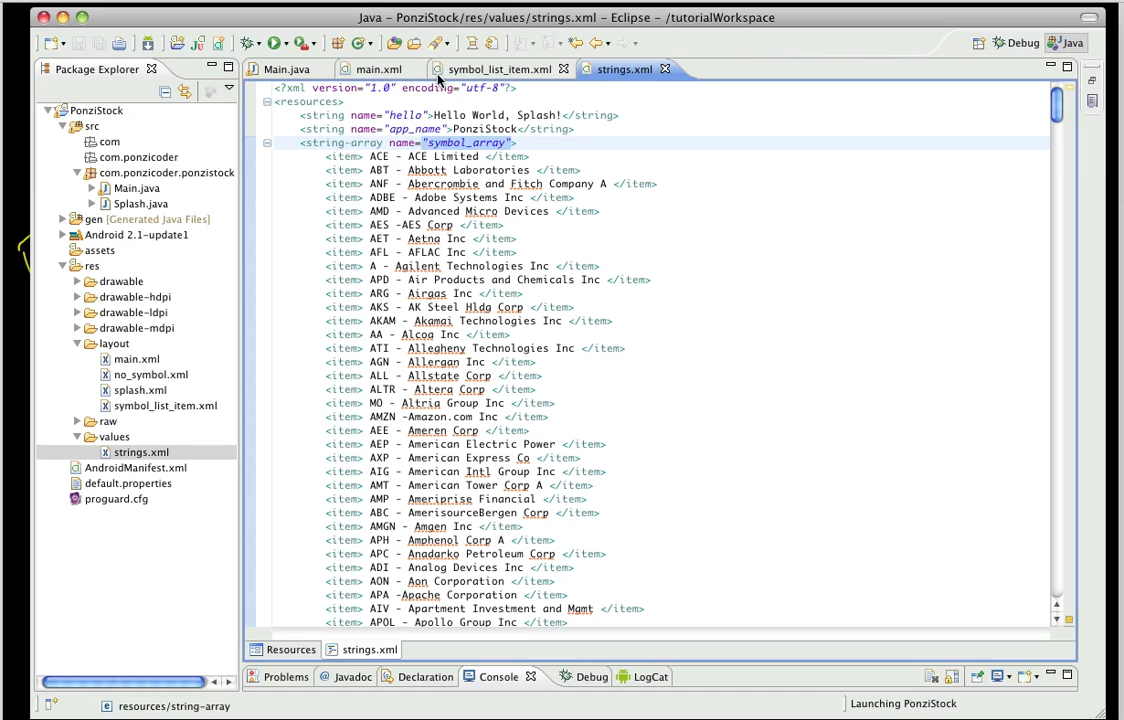 Java - PonziStock/res/values/strings.xml - Eclipse - /tutorialWorkspace
Debug
Java
Package Explorer
Main.java
main.xml
symbol_list_item.xml
strings.xml
PonziStock
src
com
com.ponzicoder
com.ponzicoder.ponzistock
Main.java
Splash.java
gen [Generated Java Files]
Android 2.1-update1
assets
res
drawable
drawable-hdpi
drawable-ldpi
drawable-mdpi
layout
main.xml
no_symbol.xml
splash.xml
symbol_list_item.xml
raw
values
strings.xml
AndroidManifest.xml
default.properties
proguard.cfg
<?xml version="1.0" encoding="utf-8"?>
<resources>
<string name="hello">Hello World, Splash!</string>
<string name="app_name">PonziStock</string>
<string-array name="symbol_array">
<item> ACE - ACE Limited </item>
<item> ABT - Abbott Laboratories </item>
<item> ANF - Abercrombie and Fitch Company A </item>
<item> ADBE - Adobe Systems Inc </item>
<item> AMD - Advanced Micro Devices </item>
<item> AES -AES Corp </item>
<item> AET - Aetna Inc </item>
<item> AFL - AFLAC Inc </item>
<item> A - Agilent Technologies Inc </item>
<item> APD - Air Products and Chemicals Inc </item>
<item> ARG - Airgas Inc </item>
<item> AKS - AK Steel Hldg Corp </item>
<item> AKAM - Akamai Technologies Inc </item>
<item> AA - Alcoa Inc </item>
<item> ATI - Allegheny Technologies Inc </item>
<item> AGN - Allergan Inc </item>
<item> ALL - Allstate Corp </item>
<item> ALTR - Altera Corp </item>
<item> MO - Altria Group Inc </item>
<item> AMZN -Amazon.com Inc </item>
<item> AEE - Ameren Corp </item>
<item> AEP - American Electric Power </item>
<item> AXP - American Express Co </item>
<item> AIG - American Intl Group Inc </item>
<item> AMT - American Tower Corp A </item>
<item> AMP - Ameriprise Financial </item>
<item> ABC - AmerisourceBergen Corp </item>
<item> AMGN - Amgen Inc </item>
<item> APH - Amphenol Corp A </item>
<item> APC - Anadarko Petroleum Corp </item>
<item> ADI - Analog Devices Inc </item>
<item> AON - Aon Corporation </item>
<item> APA -Apache Corporation </item>
<item> AIV - Apartment Investment and Mgmt </item>
<item> APOL - Apollo Group Inc </item>
Resources
strings.xml
Problems
Javadoc
Declaration
Console
Debug
LogCat
resources/string-array
Launching PonziStock